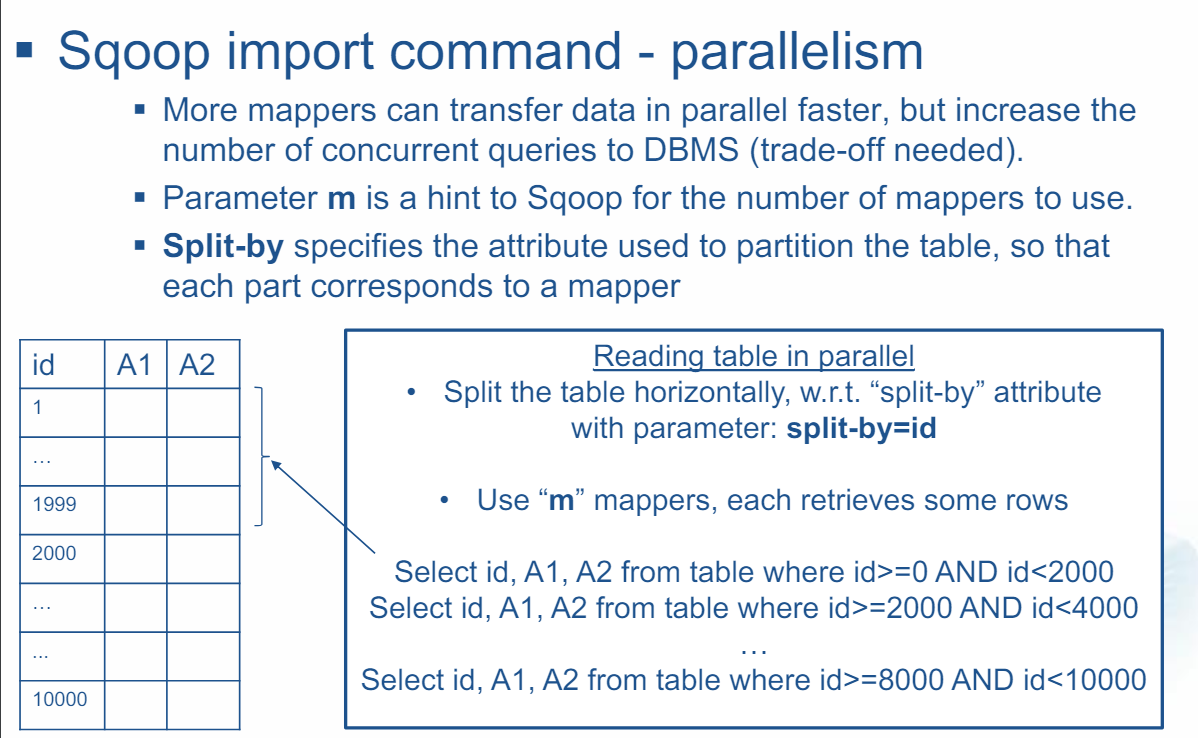 ▪ Sqoop import command - parallelism
▪ More mappers can transfer data in parallel faster, but increase the
number of concurrent queries to DBMS (trade-off needed).
▪ Parameter m is a hint to Sqoop for the number of mappers to use.
▪ Split-by specifies the attribute used to partition the table, so that
each part corresponds to a mapper
id A1 A2
1
...
1999
2000
...
...
10000
Reading table in parallel
• Split the table horizontally, w.r.t. “split-by” attribute
with parameter: split-by=id
• Use “m” mappers, each retrieves some rows
Select id, A1, A2 from table where id>=0 AND id<2000
Select id, A1, A2 from table where id>=2000 AND id<4000
…
Select id, A1, A2 from table where id>=8000 AND id<10000